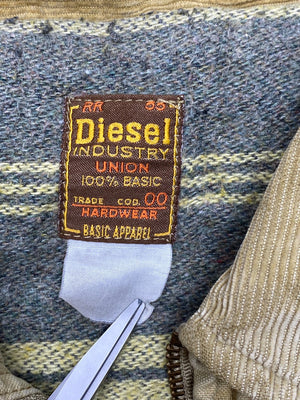 RR 55
Diesel
INDUSTRY
UNION
100% BASIC
TRADE COD. 00
HARDWEAR
BASIC APPAREL